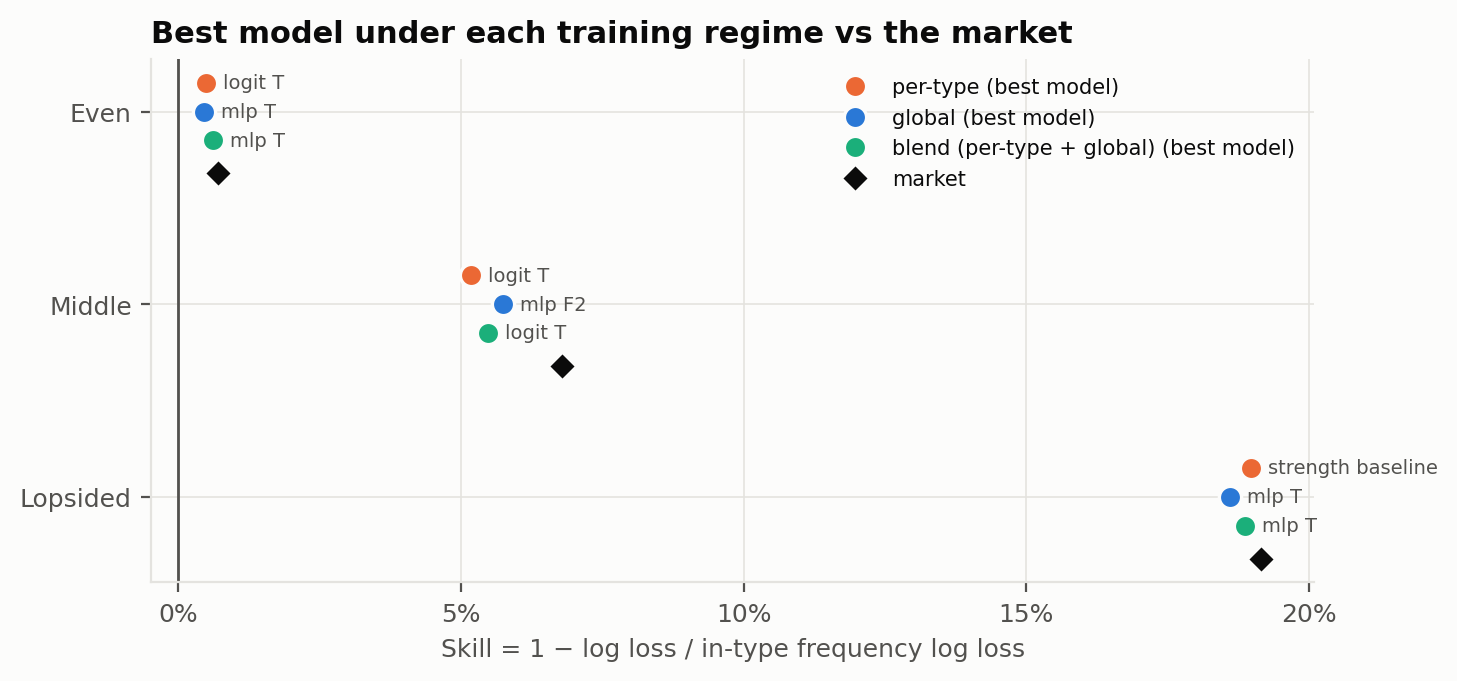 Best model under each training regime vs the market
logit T
mlp T
mlp T
per-type (best model)
global (best model)
blend (per-type + global) (best model)
market
Even
logit T
mlp F2
logit T
Middle
strength baseline
mlp T
mlp T
Lopsided
0% 5% 10% 15% 20%
Skill = 1 − log loss / in-type frequency log loss